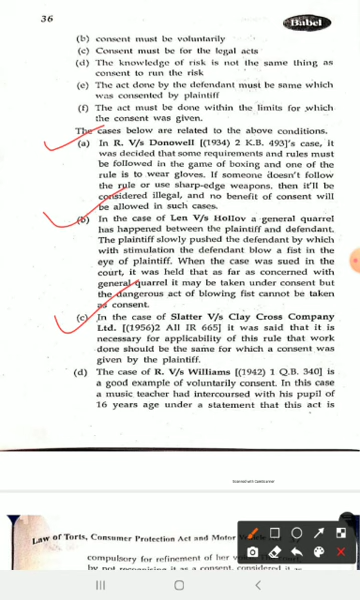 36
Babel
(b) consent must be voluntarily
(c) Consent must be for the legal acts
(d) The knowledge of risk is not the same thing as
consent to run the risk
(e) The act done by the defendant must be same which
was consented by plaintiff
(f) The act must be done within the limits for which
the consent was given.
The cases below are related to the above conditions.
(a) In R. V/s Donowell [(1934) 2 K.B. 493]'s case, it
was decided that some requirements and rules must
be followed in the game of boxing and one of the
rule is to wear gloves. If someone doesn't follow
the rule or use sharp-edge weapons. then if'll be
considered illegal, and no benefit of consent will
be allowed in such cases.
(b) In the case of Len V/s Hollov a general quarrel
has happened between the plaintiff and defendant.
The plaintiff slowly pushed the defendant by which
with stimulation the defendant blow a fist in the
eye of plaintiff. When the case was sued in the
court, it was held that as far as concerned with
general quarrel it may be taken under consent but
the dangerous act of blowing fist cannot be taken
as consent.
(c) In the case of Slatter V/s Clay Cross Company
Ltd. [(1956)2 All IR 665] it was said that it is
necessary for applicability of this rule that work
done should be the same for which a consent was
given by the plaintiff.
(d) The case of R. V/s Williams [(1942) 1 Q.B. 340] is
a good example of voluntarily consent. In this case
a music teacher had intercoursed with his pupil of
16 years age under a statement that this act is
Scanned with CamScanner
Law of Torts, Consumer Protection Act and Motor
compulsory for refinement of her
by not recognising it as a consent, considered it